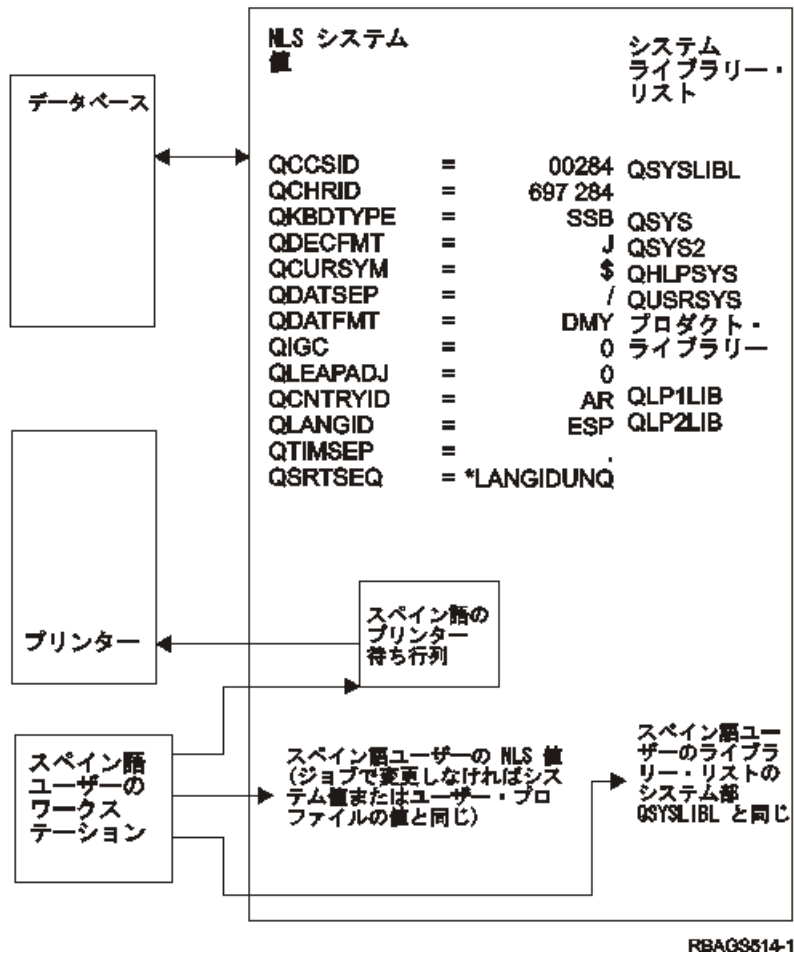 NLS システム
値
システム
ライブラリー・
リスト
データベース
QCCSID = 00284 QSYSLIBL
QCHRID = 697 284
QKBDTYPE = SSB QSYS
QDECFMT = J QSYS2
QCURSYM = $ QHLPSYS
QDATSEP = / QUSRSYS
QDATFMT = DMY プロダクト・
QIGC = 0 ライブラリー
QLEAPADJ = 0
QCNTRYID = AR QLP1LIB
QLANGID = ESP QLP2LIB
QTIMSEP = .
QSRTSEQ = *LANGIDUNQ
プリンター
スペイン語の
プリンター
待ち行列
スペイン語
ユーザーの
ワークス
テーション
スペイン語ユーザーの NLS 値
(ジョブで変更しなければシス
テム値またはユーザー・プロ
ファイルの値と同じ)
スペイン語ユー
ザーのライブラ
リー・リストの
システム部
QSYSLIBL と同じ
RBAGS514-1